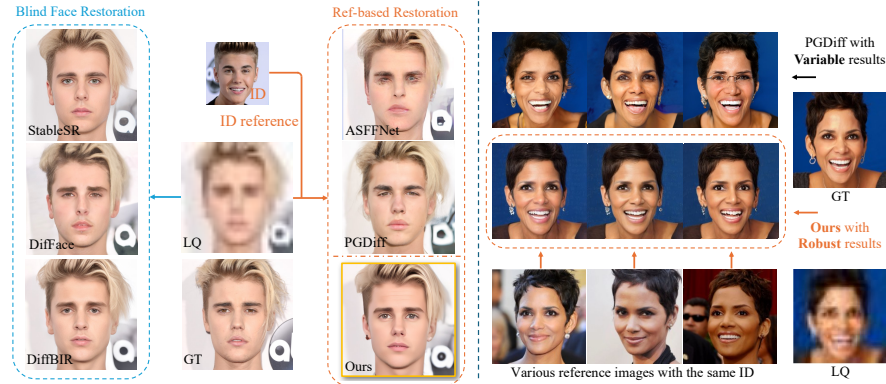 Blind Face Restoration
Ref-based Restoration
StableSR
ID
ID reference
ASFFNet
DifFace
LQ
PGDiff
DiffBIR
GT
Ours
PGDiff with
Variable results
GT
Ours with
Robust results
Various reference images with the same ID
LQ